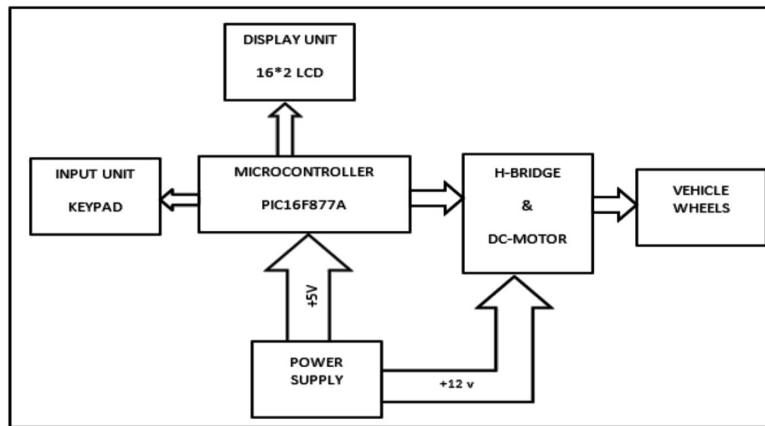 DISPLAY UNIT
16*2 LCD
INPUT UNIT
KEYPAD
MICROCONTROLLER
PIC16F877A
H-BRIDGE
&
DC-MOTOR
VEHICLE
WHEELS
+5V
POWER
SUPPLY
+12 v